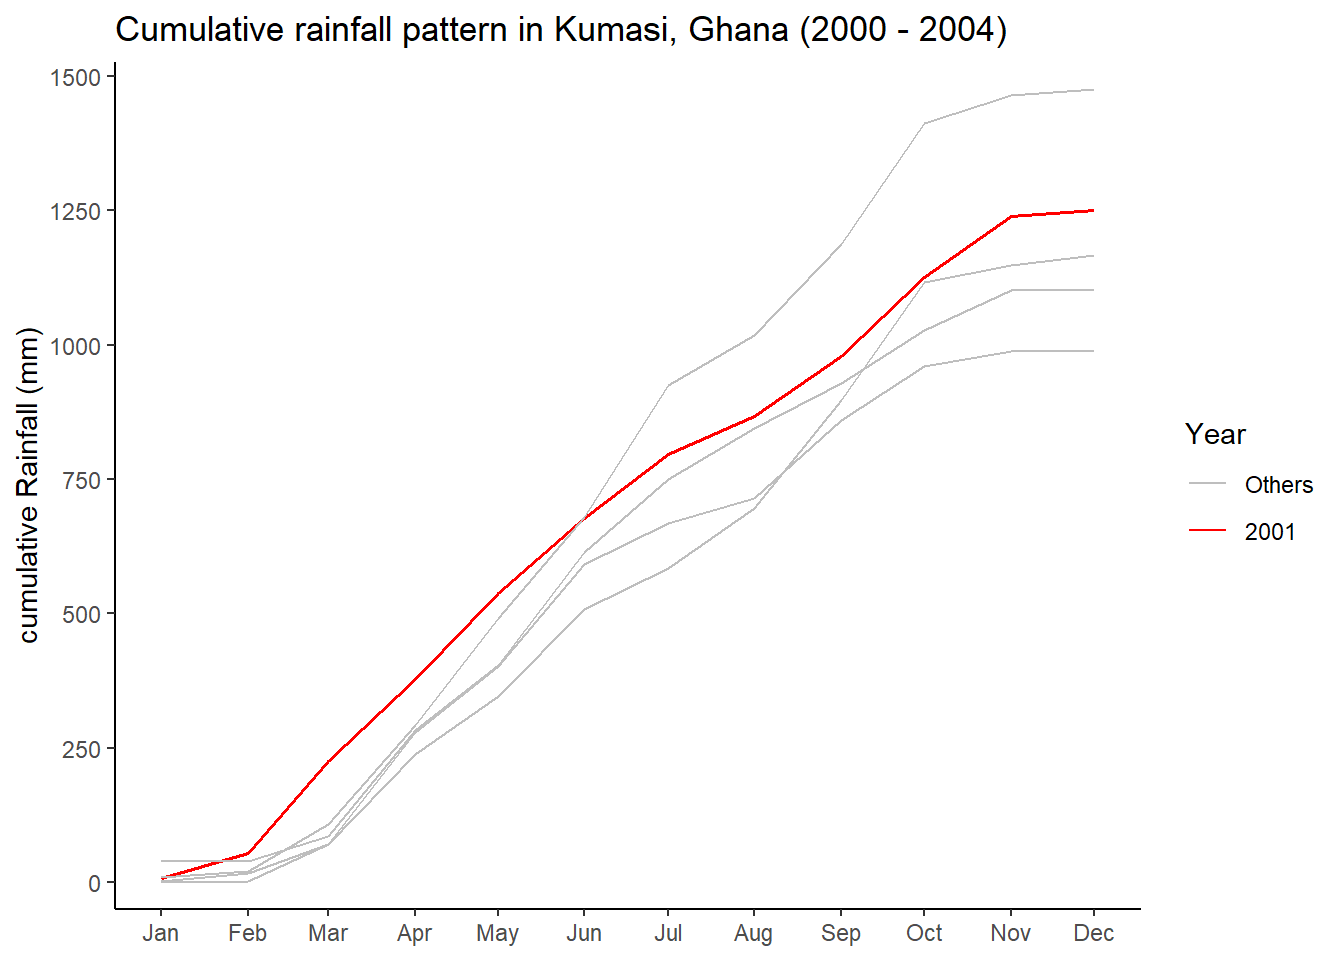 Cumulative rainfall pattern in Kumasi, Ghana (2000 - 2004)
cumulative Rainfall (mm)
1500
1250
1000
750
500
250
0
Jan Feb Mar Apr May Jun Jul Aug Sep Oct Nov Dec
Year
Others
2001